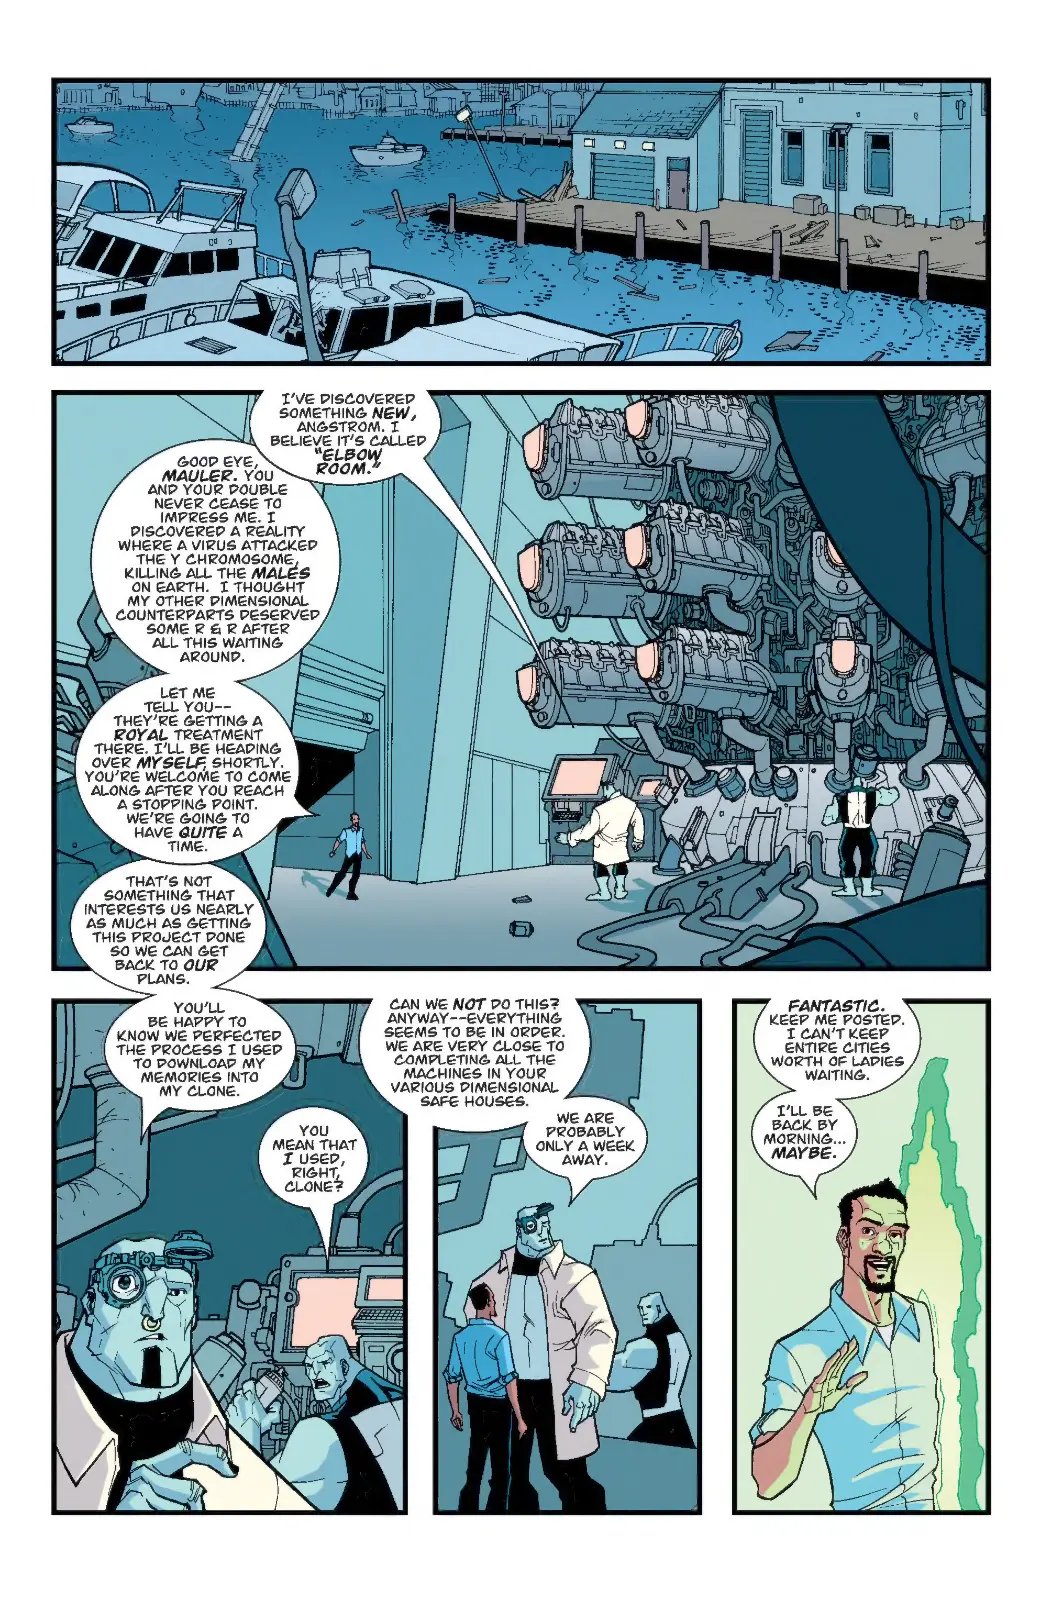 I'VE DISCOVERED
SOMETHING NEW,
ANGSTROM. I
BELIEVE IT'S CALLED
"ELBOW
ROOM."
GOOD EYE,
MAULER. YOU
AND YOUR DOUBLE
NEVER CEASE TO
IMPRESS ME. I
DISCOVERED A REALITY
WHERE A VIRUS ATTACKED
THE Y CHROMOSOME,
KILLING ALL THE MALES
ON EARTH. I THOUGHT
MY OTHER DIMENSIONAL
COUNTERPARTS DESERVED
SOME R & R AFTER
ALL THIS WAITING
AROUND.
LET ME
TELL YOU--
THEY'RE GETTING A
ROYAL TREATMENT
THERE. I'LL BE HEADING
OVER MYSELF, SHORTLY.
YOU'RE WELCOME TO COME
ALONG AFTER YOU REACH
A STOPPING POINT.
WE'RE GOING TO
HAVE QUITE A
TIME.
THAT'S NOT
SOMETHING THAT
INTERESTS US NEARLY
AS MUCH AS GETTING
THIS PROJECT DONE
SO WE CAN GET
BACK TO OUR
PLANS.
YOU'LL
BE HAPPY TO
KNOW WE PERFECTED
THE PROCESS I USED
TO DOWNLOAD MY
MEMORIES INTO
MY CLONE.
YOU
MEAN THAT
I USED,
RIGHT,
CLONE?
CAN WE NOT DO THIS?
ANYWAY--EVERYTHING
SEEMS TO BE IN ORDER.
WE ARE VERY CLOSE TO
COMPLETING ALL THE
MACHINES IN YOUR
VARIOUS DIMENSIONAL
SAFE HOUSES.
WE ARE
PROBABLY
ONLY A WEEK
AWAY.
FANTASTIC.
KEEP ME POSTED.
I CAN'T KEEP
ENTIRE CITIES
WORTH OF LADIES
WAITING.
I'LL BE
BACK BY
MORNING...
MAYBE.